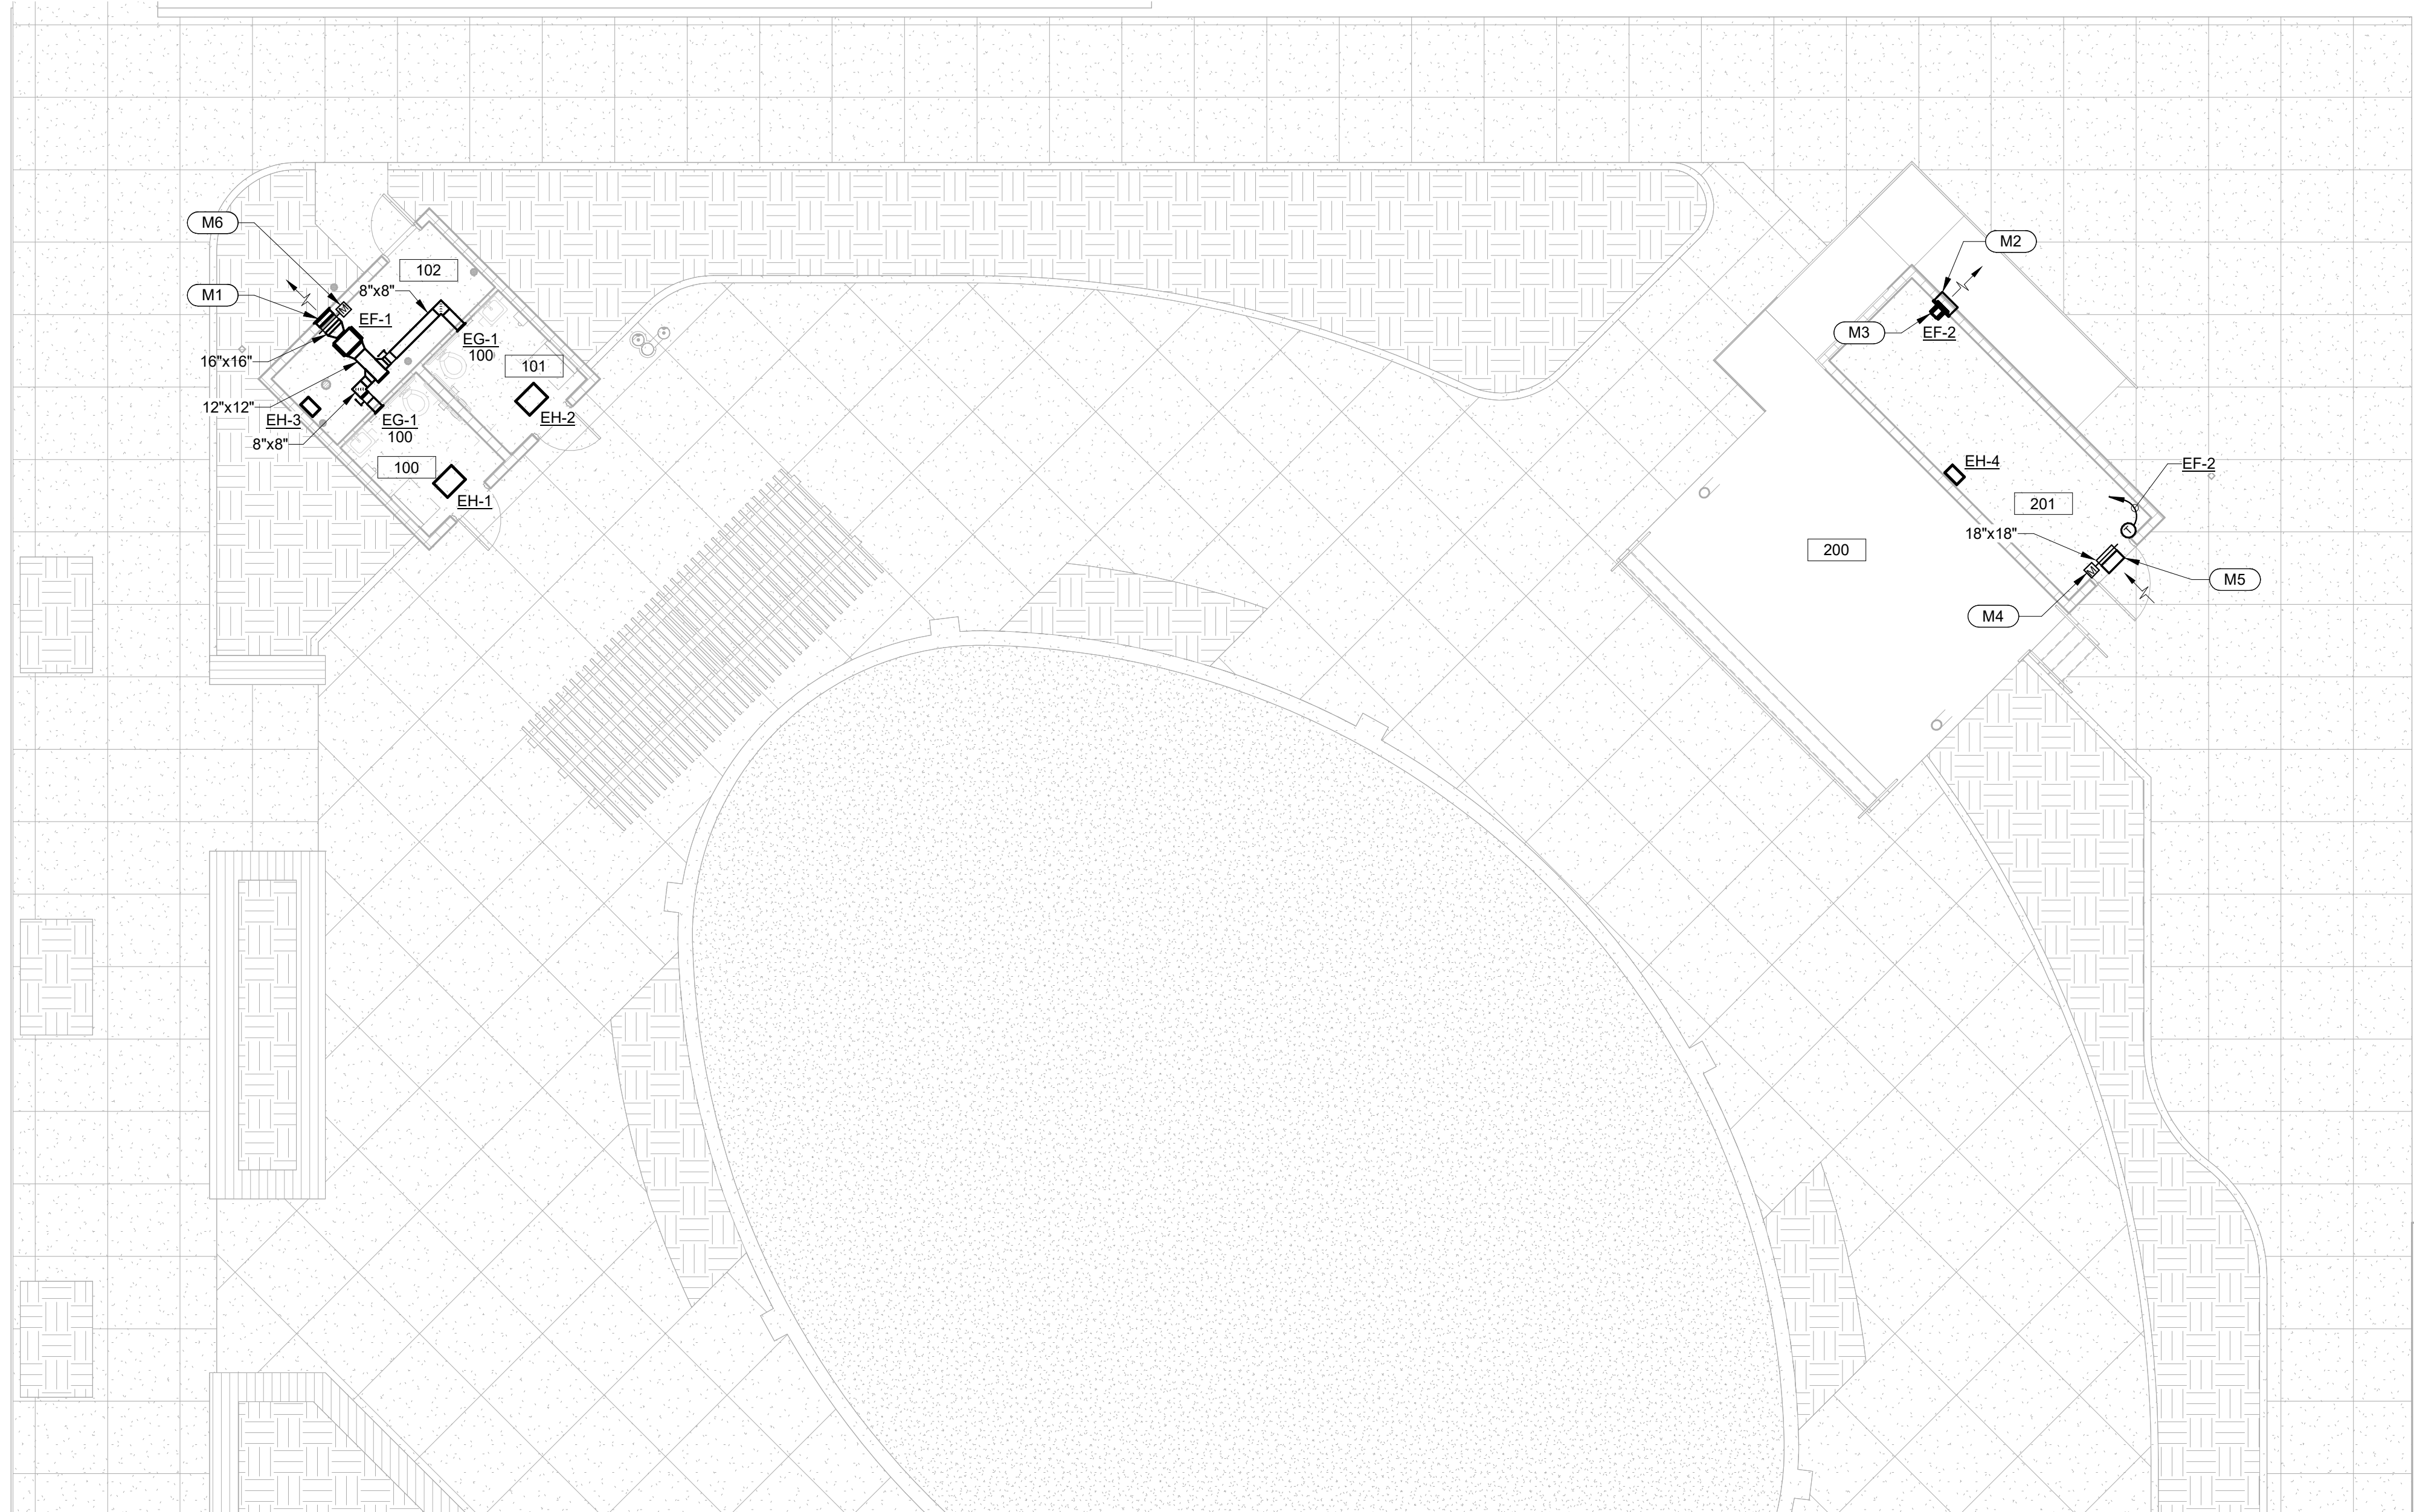 M6
102
8"x8"
M1
EF-1
EG-1
100
16"x16"
101
12"x12"
EH-3
EG-1
100
EH-2
8"x8"
100
EH-1
M2
M3
EF-2
EH-4
EF-2
201
18"x18"
200
M5
M4
M
M
T